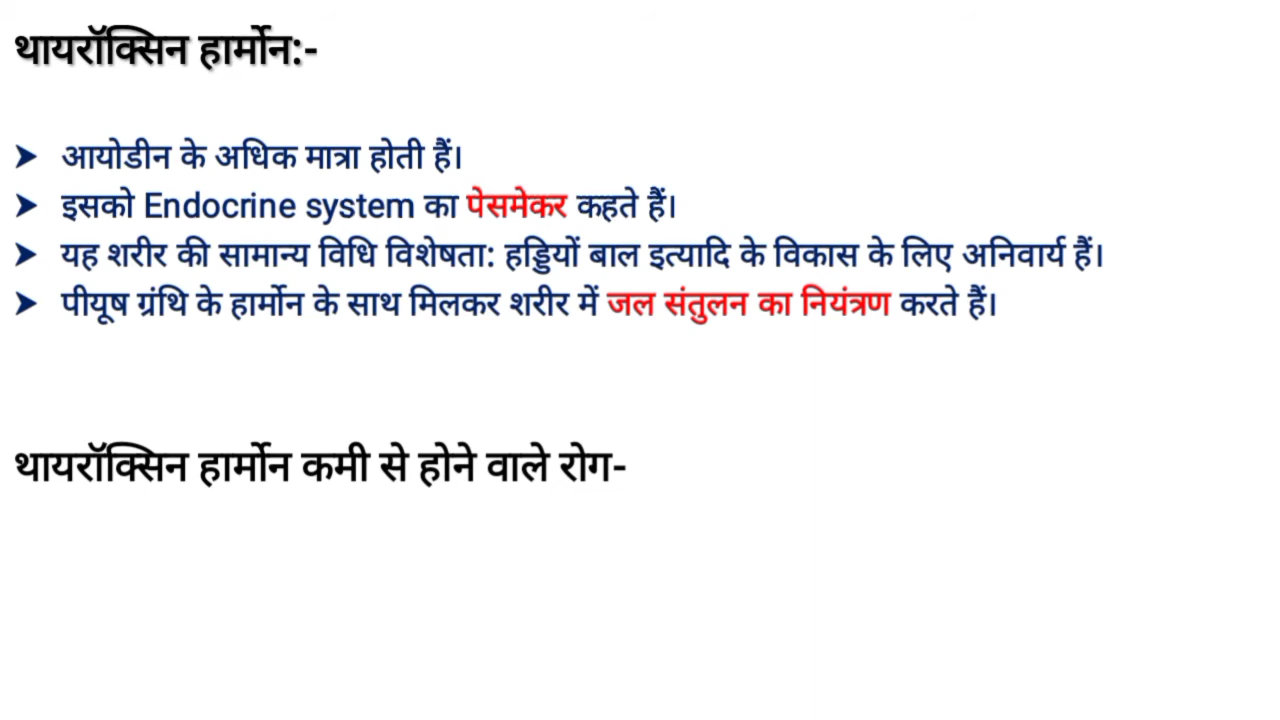 थायरॉक्सिन हार्मोन:-
➤ आयोडीन के अधिक मात्रा होती हैं।
➤ इसको Endocrine system का पेसमेकर कहते हैं।
➤ यह शरीर की सामान्य विधि विशेषता: हड्डियों बाल इत्यादि के विकास के लिए अनिवार्य हैं।
➤ पीयूष ग्रंथि के हार्मोन के साथ मिलकर शरीर में जल संतुलन का नियंत्रण करते हैं।
थायरॉक्सिन हार्मोन कमी से होने वाले रोग-